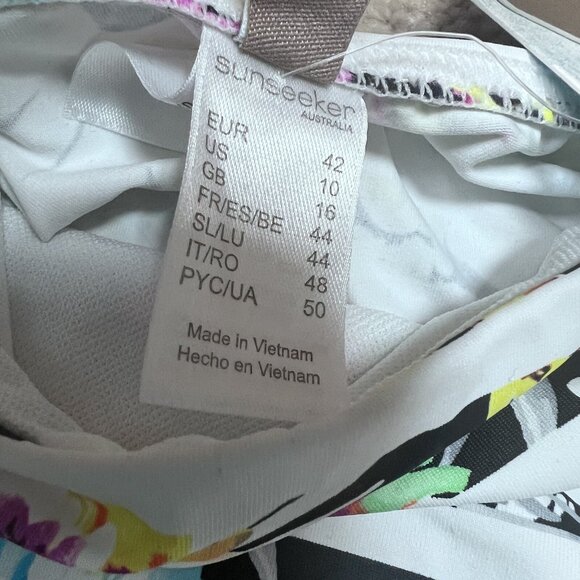 sunseeker
AUSTRALIA
EUR 42
US 10
GB 16
FR/ES/BE 44
SL/LU 44
IT/RO 48
PYC/UA 50
Made in Vietnam
Hecho en Vietnam